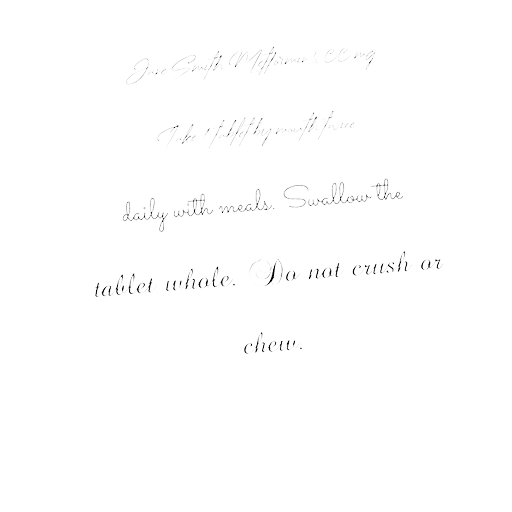 Jane Smith Metformin mg
Take 1 tablet by mouth twice
daily with meals. Swallow the
tablet whole. Do not crush or
chew.